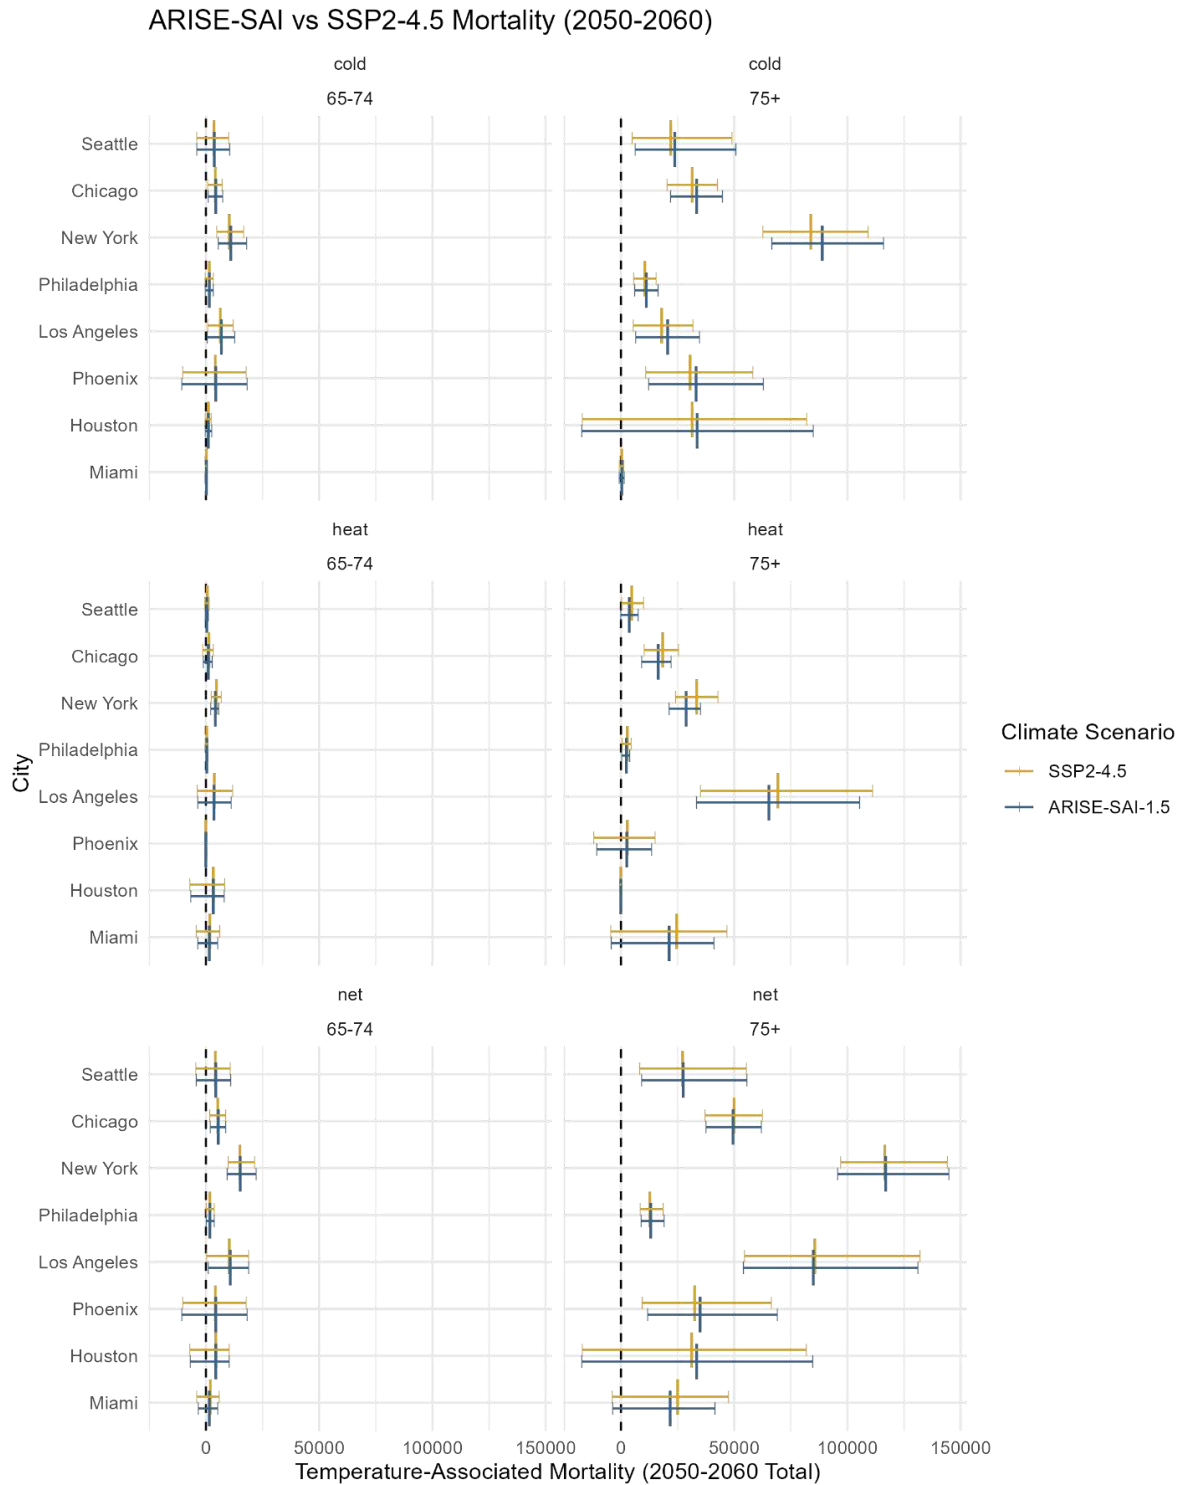 ARISE-SAI vs SSP2-4.5 Mortality (2050-2060)
cold
cold
65-74
75+
Seattle
Chicago
New York
Philadelphia
Los Angeles
Phoenix
Houston
Miami
heat
heat
65-74
75+
Seattle
Chicago
New York
Philadelphia
Los Angeles
Phoenix
Houston
Miami
City
Climate Scenario
SSP2-4.5
ARISE-SAI-1.5
net
net
65-74
75+
Seattle
Chicago
New York
Philadelphia
Los Angeles
Phoenix
Houston
Miami
0 50000 100000 150000 0 50000 100000 150000
Temperature-Associated Mortality (2050-2060 Total)